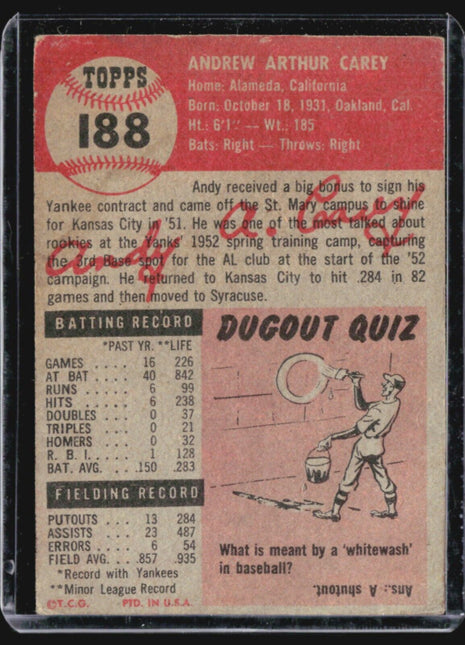 TOPPS
188
ANDREW ARTHUR CAREY
Home: Alameda, California
Born: October 18, 1931, Oakland, Cal.
Ht.: 6'1" — Wt.: 185
Bats: Right — Throws: Right
Andy received a big bonus to sign his
Yankee contract and came off the St. Mary campus to shine
for Kansas City in '51. He was one of the most talked about
rookies at the Yanks' 1952 spring training camp, capturing
the 3rd Base spot for the AL club at the start of the '52
campaign. He returned to Kansas City to hit .284 in 82
games and then moved to Syracuse.
Andy A. Carey
BATTING RECORD
*PAST YR. **LIFE
GAMES . . . 16 226
AT BAT . . . 40 842
RUNS . . . . 6 99
HITS . . . . 6 238
DOUBLES . . 0 37
TRIPLES . . 0 21
HOMERS . . 0 32
R. B. I. . . . 1 128
BAT. AVG. . . .150 .283
FIELDING RECORD
PUTOUTS . . . 13 284
ASSISTS . . . 23 487
ERRORS . . . 6 54
FIELD AVG. . . .857 .935
*Record with Yankees
**Minor League Record
©T.C.G. PTD. IN U.S.A.
DUGOUT QUIZ
What is meant by a 'whitewash'
in baseball?
Ans.: A shutout.